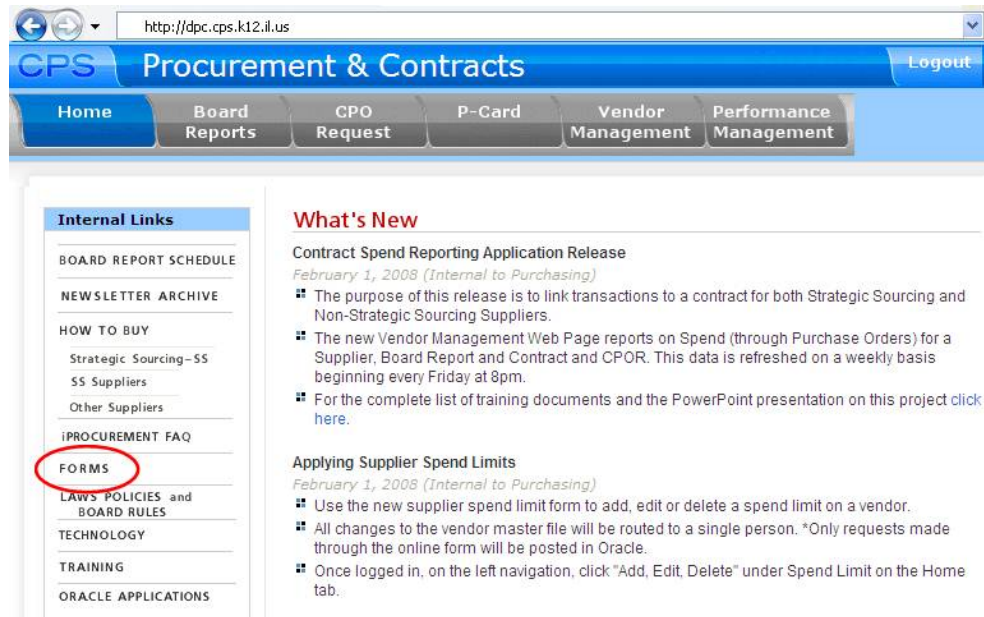 http://dpc.cps.k12.il.us
CPS Procurement & Contracts Logout
Home Board Reports CPO Request P-Card Vendor Management Performance Management
Internal Links
BOARD REPORT SCHEDULE
NEWSLETTER ARCHIVE
HOW TO BUY
Strategic Sourcing-SS
SS Suppliers
Other Suppliers
iPROCUREMENT FAQ
FORMS
LAWS POLICIES and
BOARD RULES
TECHNOLOGY
TRAINING
ORACLE APPLICATIONS
What's New
Contract Spend Reporting Application Release
February 1, 2008 (Internal to Purchasing)
The purpose of this release is to link transactions to a contract for both Strategic Sourcing and
Non-Strategic Sourcing Suppliers.
The new Vendor Management Web Page reports on Spend (through Purchase Orders) for a
Supplier, Board Report and Contract and CPOR. This data is refreshed on a weekly basis
beginning every Friday at 8pm.
For the complete list of training documents and the PowerPoint presentation on this project click
here.
Applying Supplier Spend Limits
February 1, 2008 (Internal to Purchasing)
Use the new supplier spend limit form to add, edit or delete a spend limit on a vendor.
All changes to the vendor master file will be routed to a single person. *Only requests made
through the online form will be posted in Oracle.
Once logged in, on the left navigation, click "Add, Edit, Delete" under Spend Limit on the Home
tab.